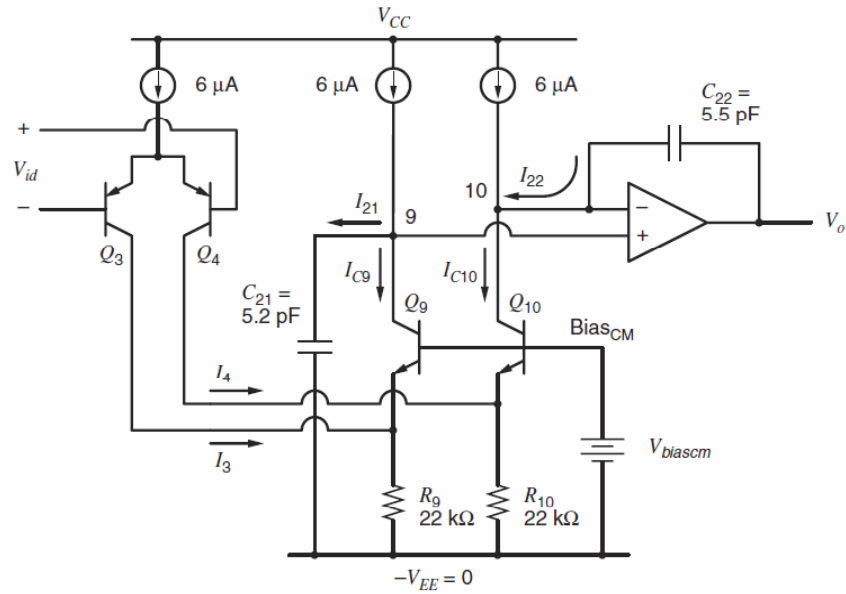 V_CC
6 μA
6 μA
6 μA
C_22 =
5.5 pF
+
V_id
−
I_22
10
I_21
9
−
+
V_o
Q_3
Q_4
I_C9
I_C10
C_21 =
5.2 pF
Q_9
Q_10
Bias_CM
I_4
I_3
V_biascm
R_9
22 kΩ
R_10
22 kΩ
−V_EE = 0